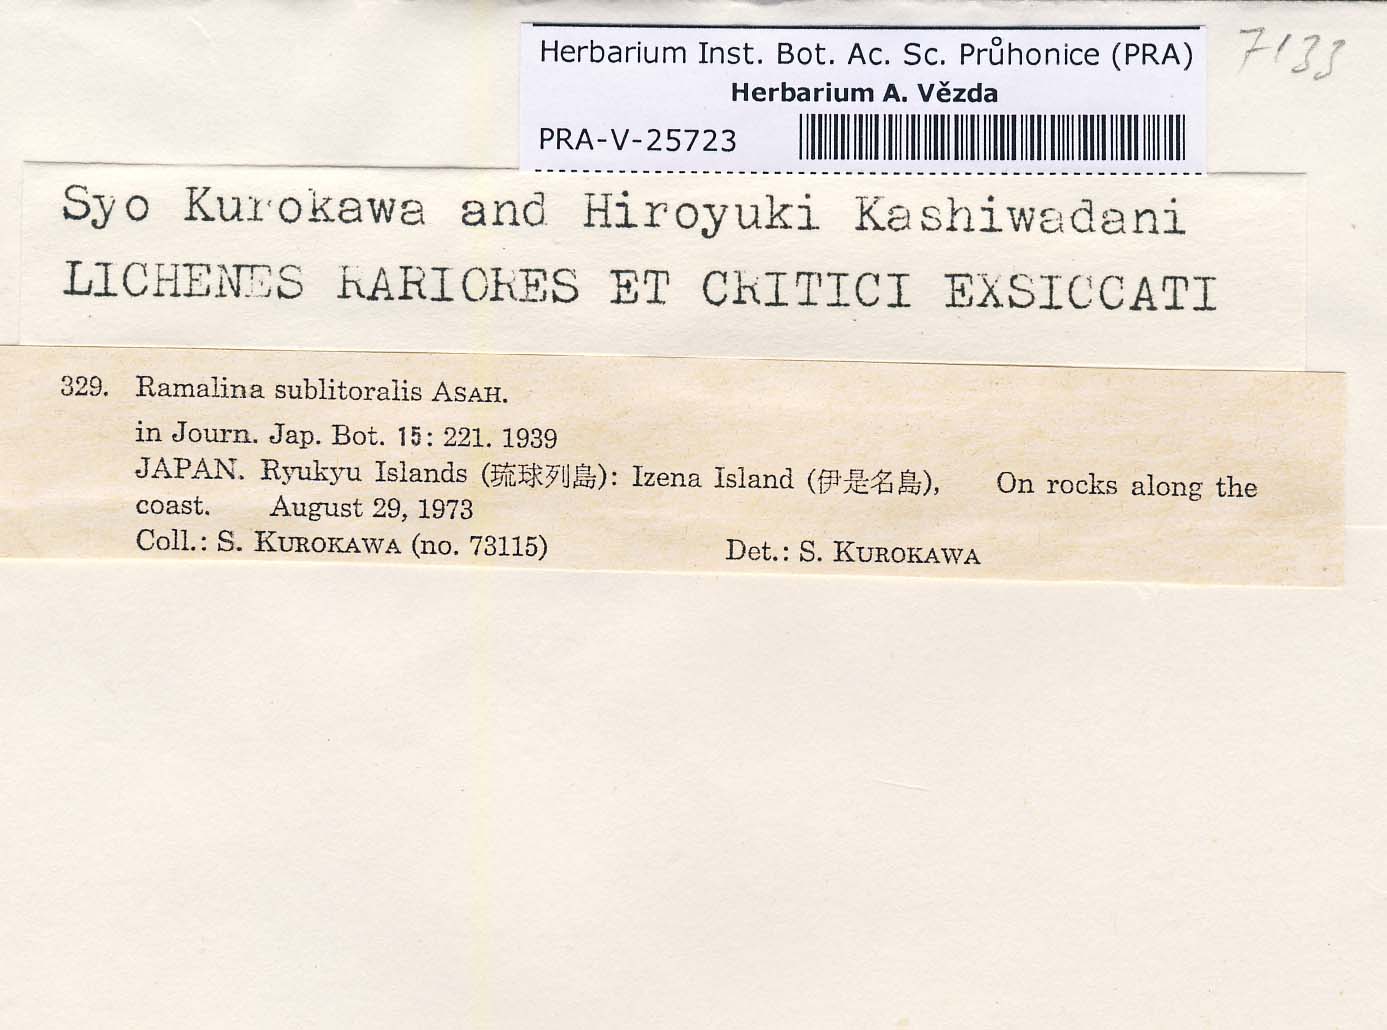 Herbarium Inst. Bot. Ac. Sc. Průhonice (PRA)
7133
Herbarium A. Vězda
PRA-V-25723
Syo Kurokawa and Hiroyuki Kashiwadani
LICHENES RARIORES ET CRITICI EXSICCATI
329. Ramalina sublitoralis ASAH.
in Journ. Jap. Bot. 15: 221. 1939
JAPAN. Ryukyu Islands (琉球列島): Izena Island (伊是名島), On rocks along the
coast. August 29, 1973
Coll.: S. KUROKAWA (no. 73115) Det.: S. KUROKAWA